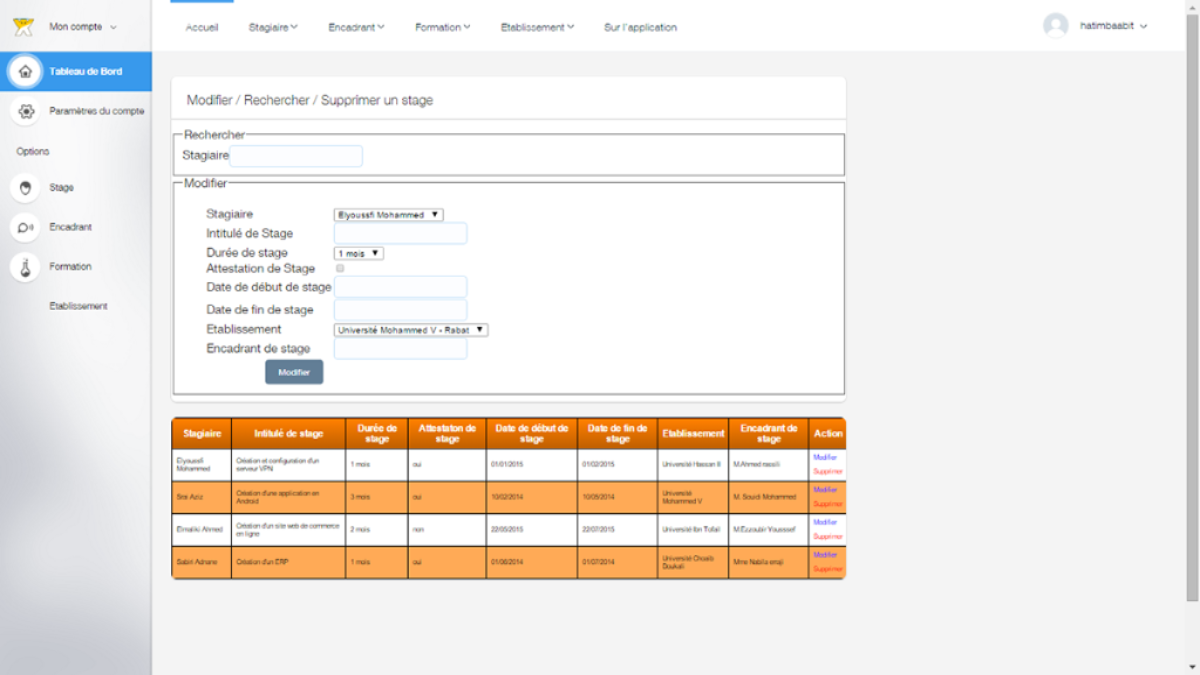 Mon compte
Accueil Stagiaire Encadrant Formation Etablissement Sur l'application
hatimbaabit
Tableau de Bord
Paramètres du compte
Options
Stage
Encadrant
Formation
Etablissement
Modifier / Rechercher / Supprimer un stage
Rechercher
Stagiaire
Modifier
Stagiaire Elyoussfi Mohammed
Intitulé de Stage
Durée de stage 1 mois
Attestation de Stage
Date de début de stage
Date de fin de stage
Etablissement Université Mohammed V - Rabat
Encadrant de stage
Modifier
Stagiaire Intitulé de stage Durée de stage Attestaton de stage Date de début de stage Date de fin de stage Etablissement Encadrant de stage Action
Elyoussfi Mohammed Création et configuration d'un serveur VPN 1 mois oui 01/01/2015 01/02/2015 Université Hassan II M.Ahmed Modifier Supprimer
Aziz Création d'une application en Android 3 mois oui 10/02/2014 10/05/2014 Université Mohammed V M. Souidi Mohammed Modifier Supprimer
Elmaliki Ahmed Création d'un site web de commerce en ligne 2 mois non 22/05/2015 22/07/2015 Université Ibn Tofail M.Ezzoubir Modifier Supprimer
Sabiri Adnane Création d'un ERP 1 mois oui 01/06/2014 01/07/2014 Université Choaib Doukali Mme Nabila Modifier Supprimer